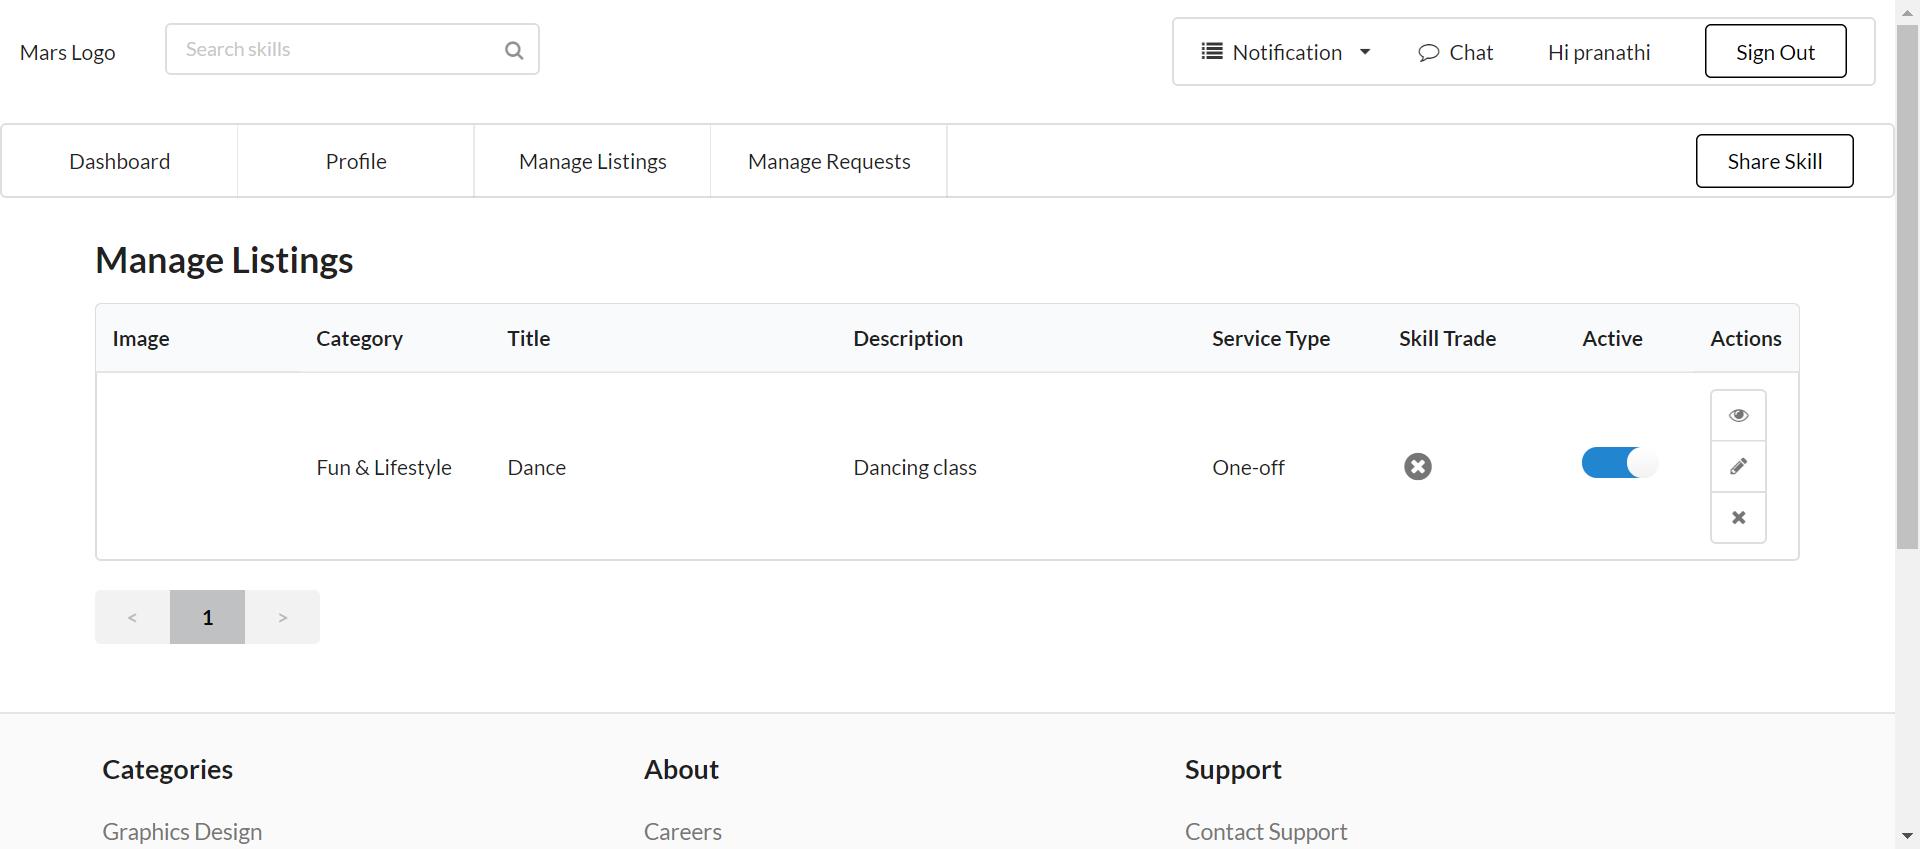 Mars Logo
Search skills
Notification
Chat
Hi pranathi
Sign Out
Dashboard
Profile
Manage Listings
Manage Requests
Share Skill
Manage Listings
Image Category Title Description Service Type Skill Trade Active Actions
Fun & Lifestyle Dance Dancing class One-off
< 1 >
Categories
About
Support
Graphics Design
Careers
Contact Support